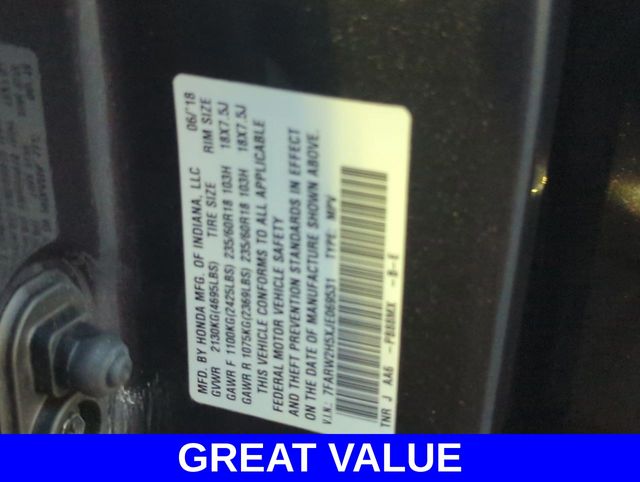 MFD. BY HONDA MFG. OF INDIANA, LLC 06/'18
GVWR 2130KG(4695LBS) TIRE SIZE RIM SIZE
GAWR F 1100KG(2425LBS) 235/60R18 103H 18X7.5J
GAWR R 1075KG(2369LBS) 235/60R18 103H 18X7.5J
THIS VEHICLE CONFORMS TO ALL APPLICABLE
FEDERAL MOTOR VEHICLE SAFETY
AND THEFT PREVENTION STANDARDS IN EFFECT
ON THE DATE OF MANUFACTURE SHOWN ABOVE.
V.I.N.: 7FARW2H5XJE069531 TYPE: MPV
TNR J AA6 -B-E
GREAT VALUE